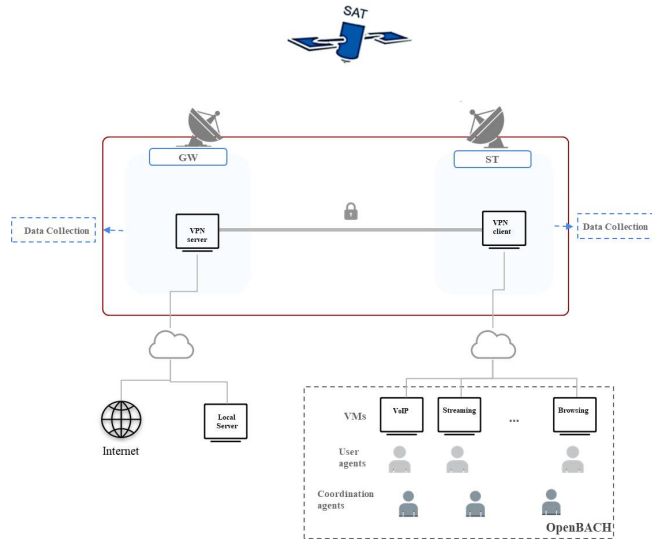 SAT
GW
ST
Data Collection
VPN
server
VPN
client
Data Collection
Internet
Local
Server
VMs
VoIP
Streaming
...
Browsing
User
agents
Coordination
agents
OpenBACH